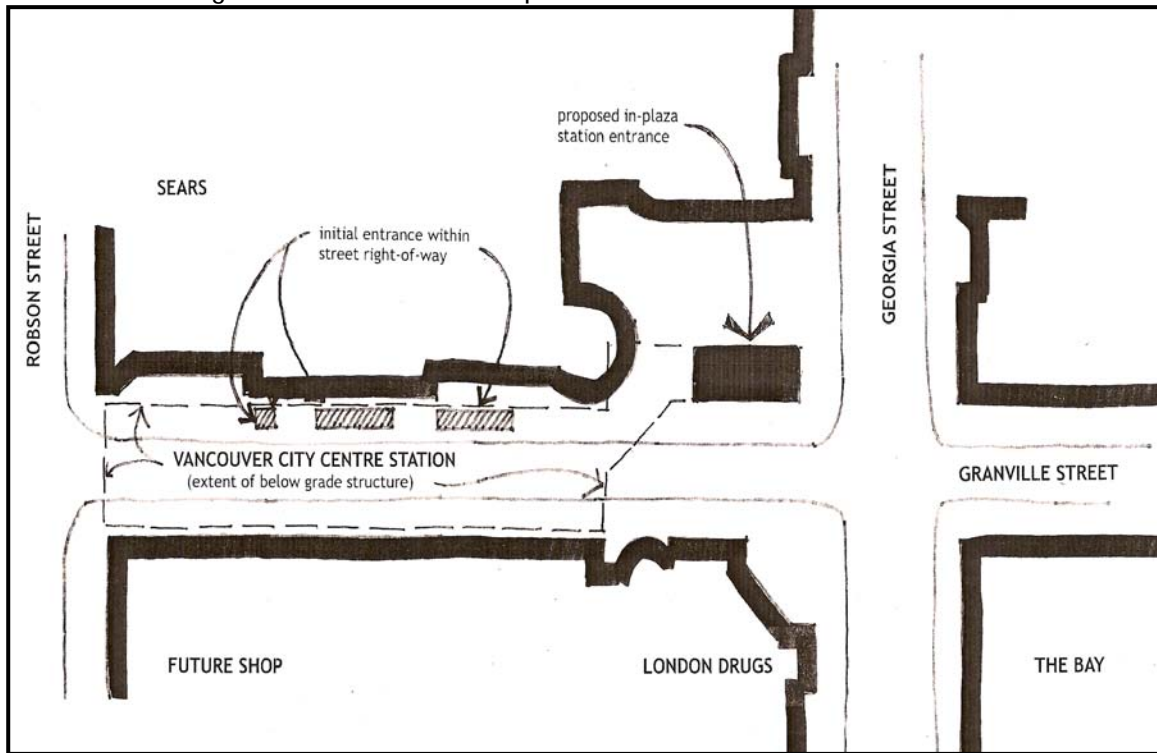 proposed in-plaza
station entrance
SEARS
ROBSON STREET
initial entrance within
street right-of-way
GEORGIA STREET
VANCOUVER CITY CENTRE STATION
(extent of below grade structure)
GRANVILLE STREET
FUTURE SHOP
LONDON DRUGS
THE BAY